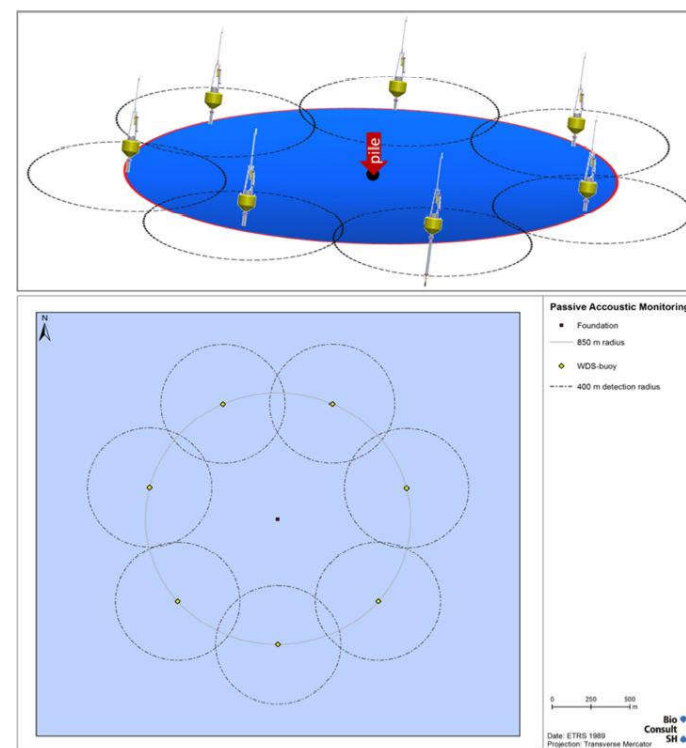 pile
N
Passive Accoustic Monitoring
Foundation
850 m radius
WDS-buoy
400 m detection radius
0 250 500
m
Bio
Consult
SH
Date: ETRS 1989
Projection: Transverse Mercator